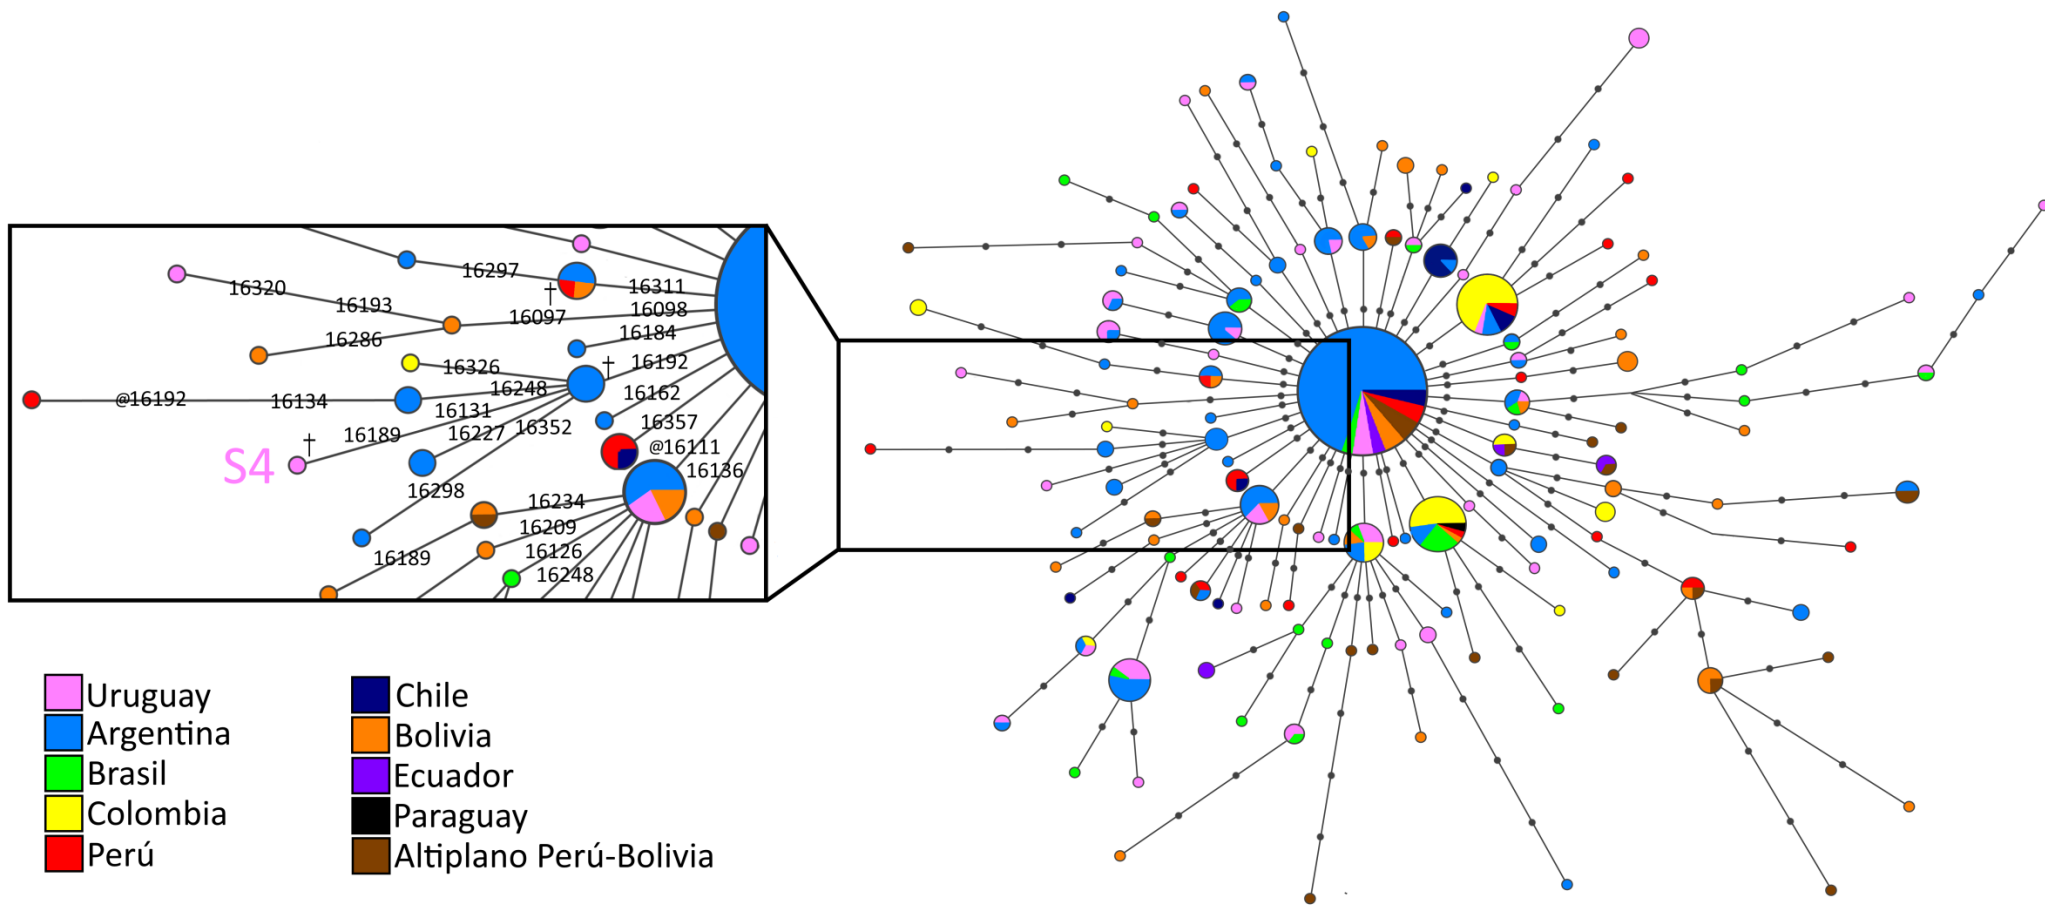 16297
16311
16320
16193
†
16097
16098
16286
16184
16326
†
16192
@16192
16134
16248
16162
16131
16357
16189
†
16227
16352
@16111
S4
16136
16298
16234
16209
16189
16126
16248
Uruguay
Chile
Argentina
Bolivia
Brasil
Ecuador
Colombia
Paraguay
Perú
Altiplano Perú-Bolivia